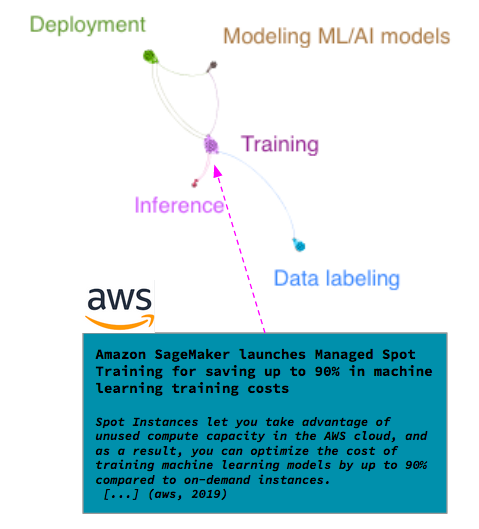 Deployment
Modeling ML/AI models
Training
Inference
Data labeling
aws
Amazon SageMaker launches Managed Spot
Training for saving up to 90% in machine
learning training costs
Spot Instances let you take advantage of
unused compute capacity in the AWS cloud, and
as a result, you can optimize the cost of
training machine learning models by up to 90%
compared to on-demand instances.
[...] (aws, 2019)